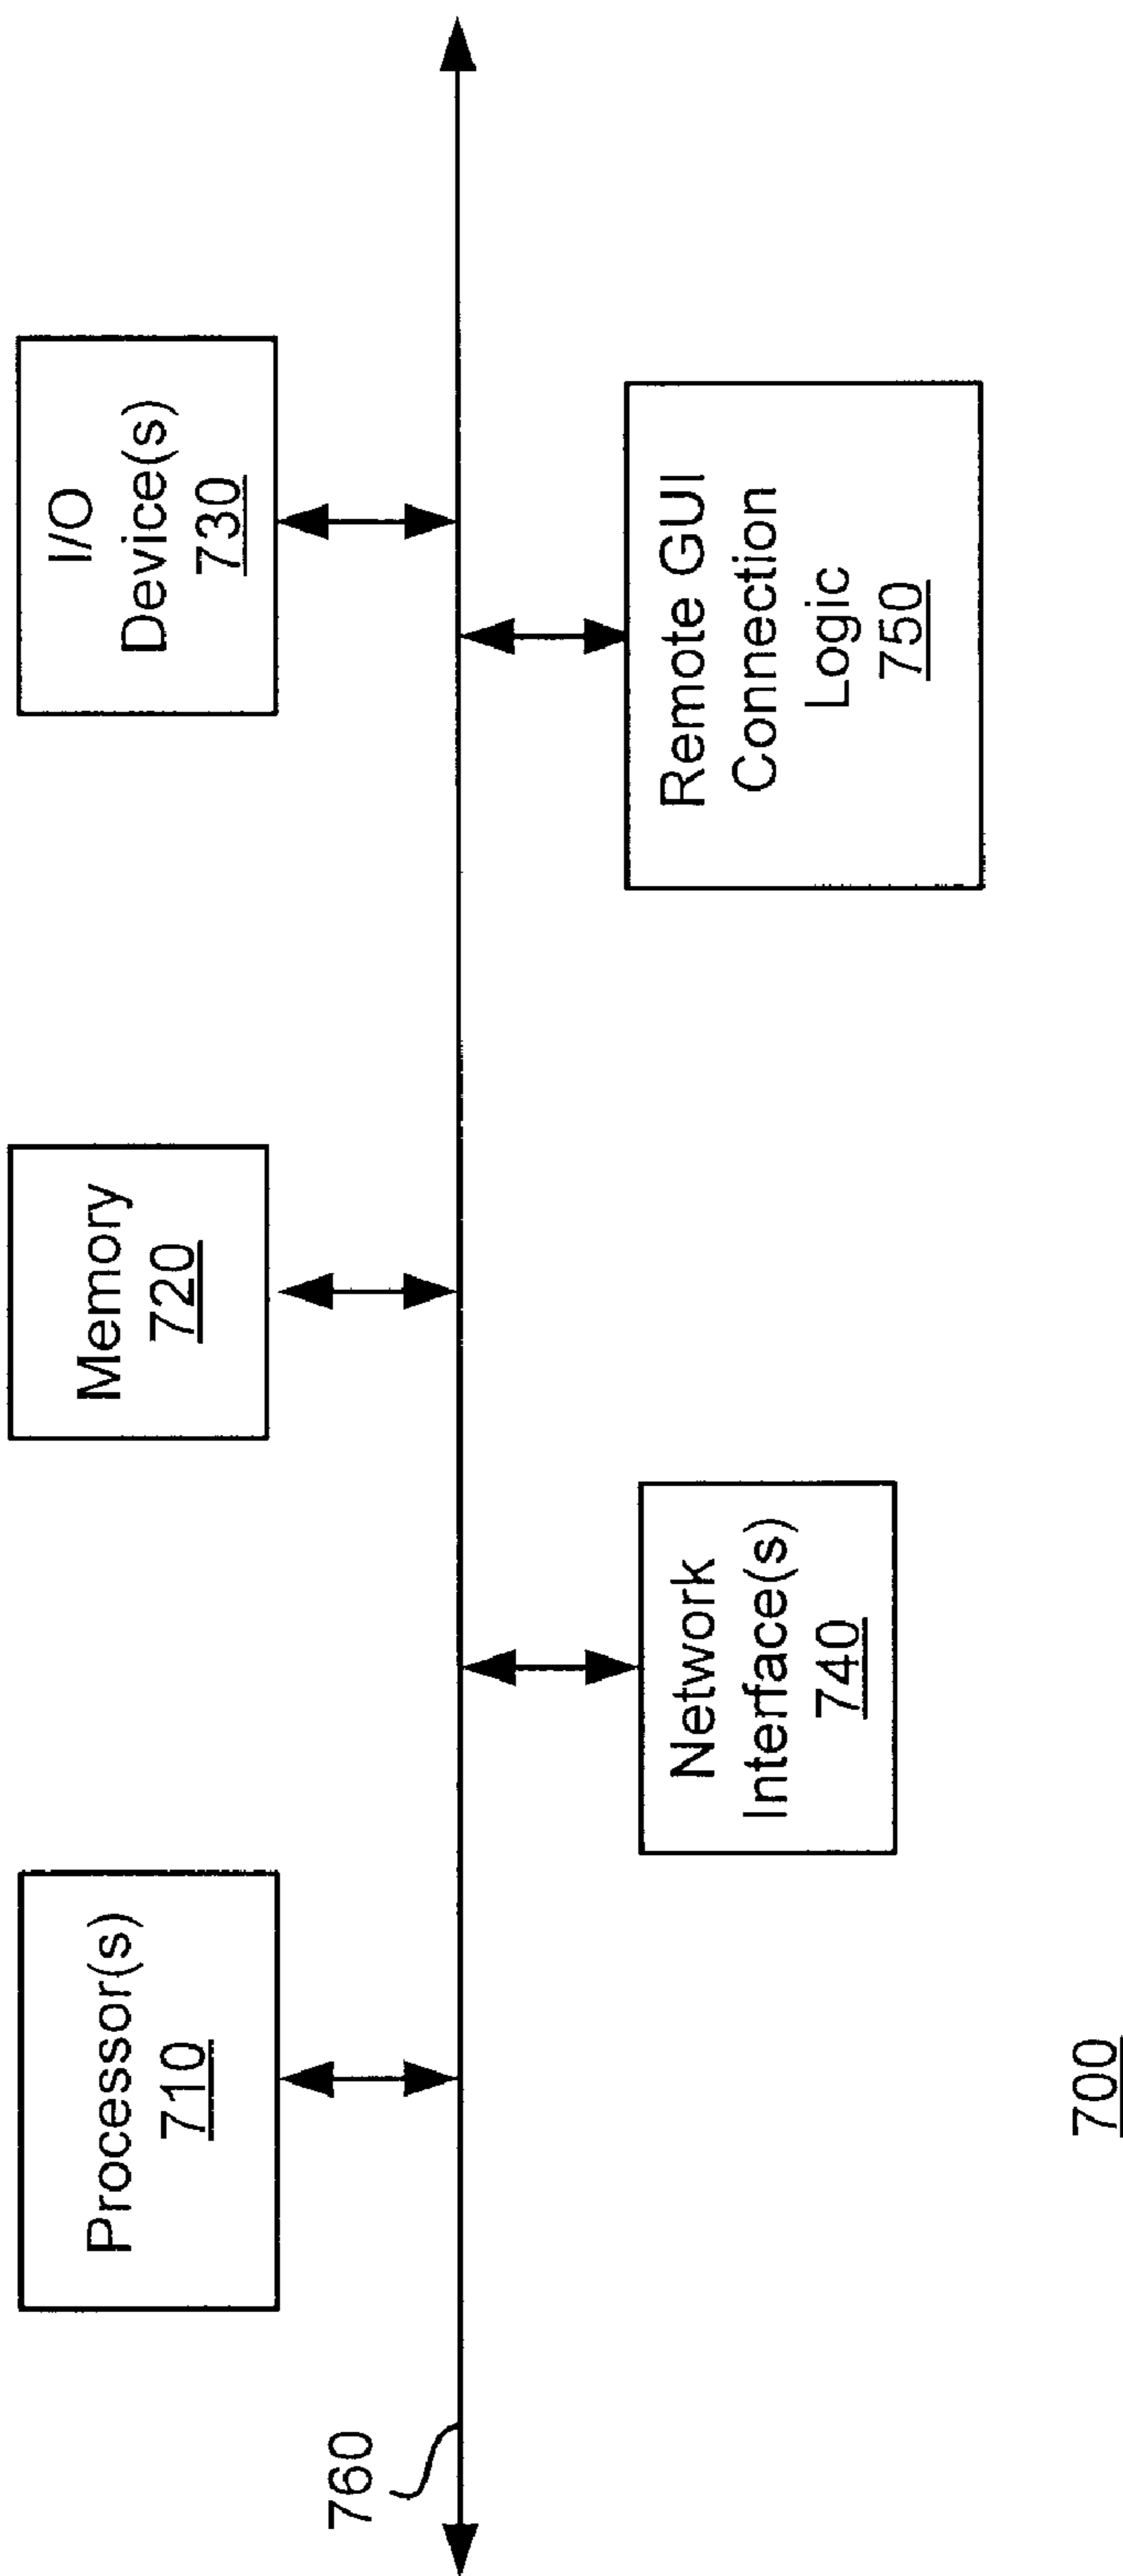 Processor(s)
710
Memory
720
I/O
Device(s)
730
760
Network
Interface(s)
740
Remote GUI
Connection
Logic
750
700